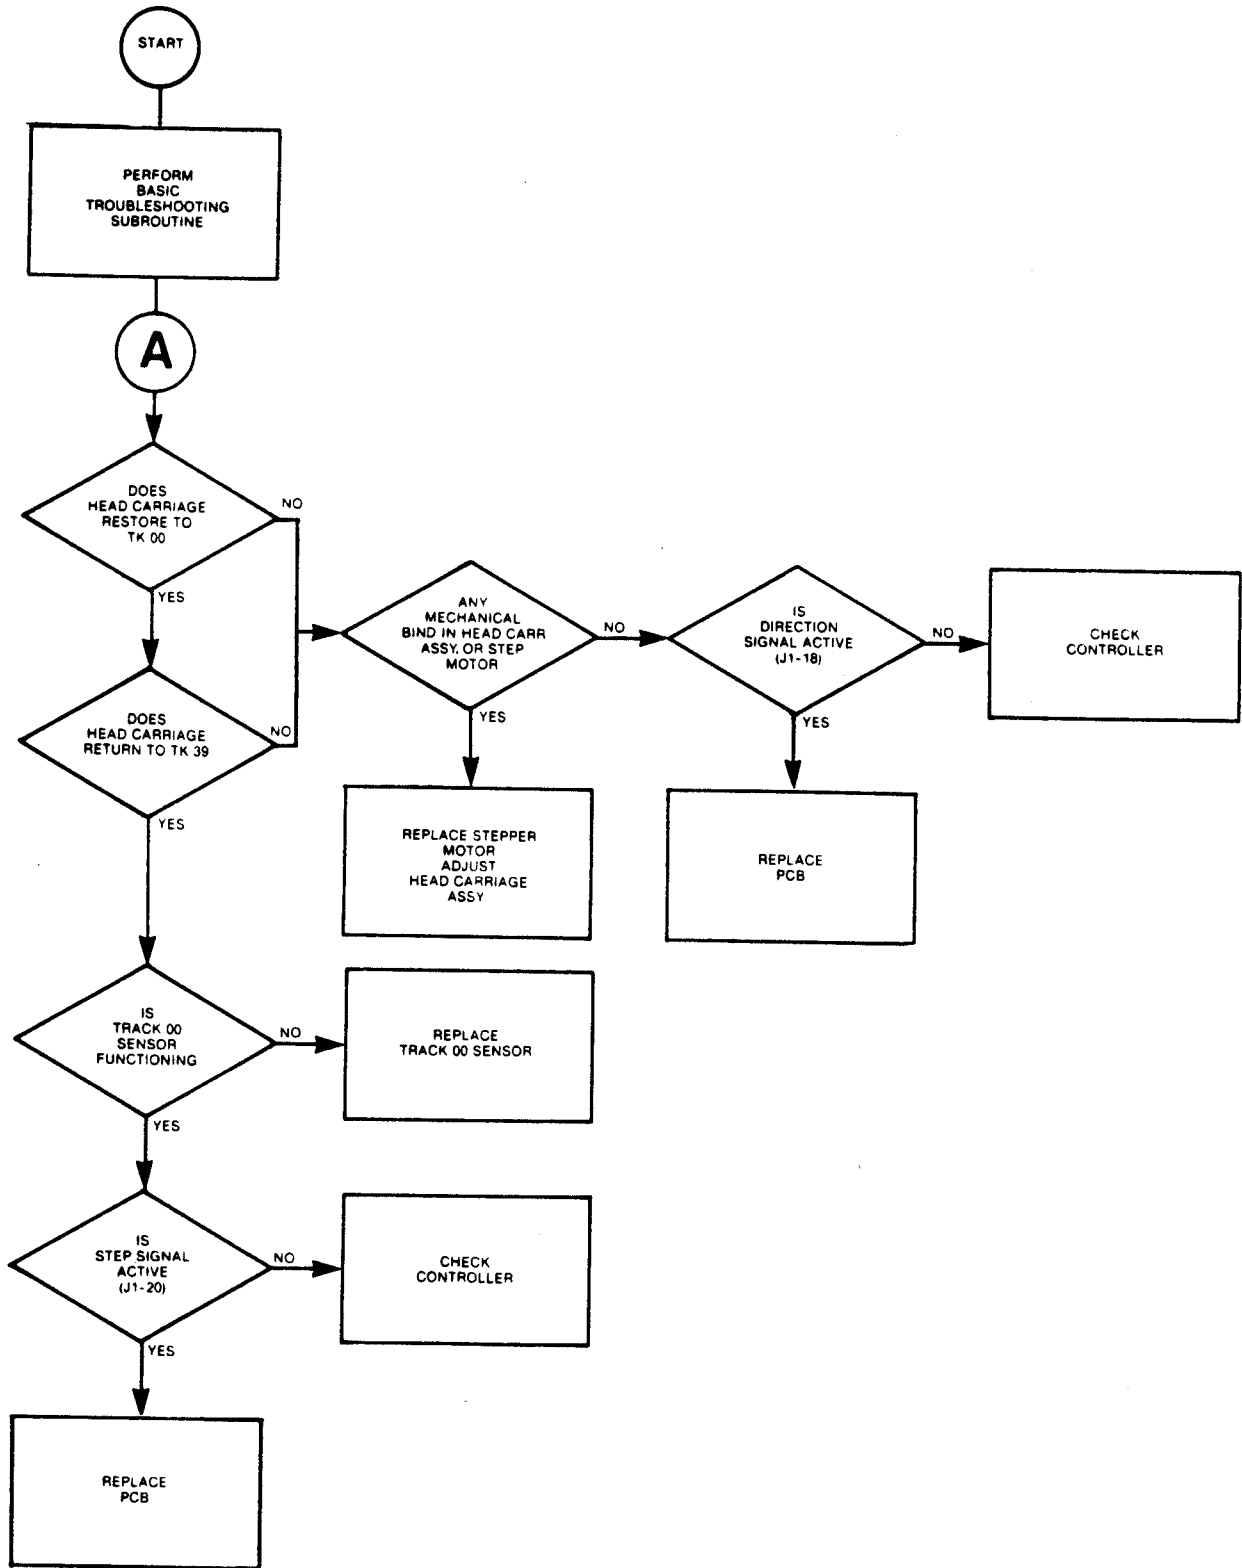 START
PERFORM
BASIC
TROUBLESHOOTING
SUBROUTINE
A
DOES
HEAD CARRIAGE
RESTORE TO
TK 00
NO
YES
DOES
HEAD CARRIAGE
RETURN TO TK 39
NO
YES
ANY
MECHANICAL
BIND IN HEAD CARR
ASSY. OR STEP
MOTOR
NO
YES
IS
DIRECTION
SIGNAL ACTIVE
(J1-18)
NO
YES
CHECK
CONTROLLER
REPLACE STEPPER
MOTOR
ADJUST
HEAD CARRIAGE
ASSY
REPLACE
PCB
IS
TRACK 00
SENSOR
FUNCTIONING
NO
YES
REPLACE
TRACK 00 SENSOR
IS
STEP SIGNAL
ACTIVE
(J1-20)
NO
YES
CHECK
CONTROLLER
REPLACE
PCB